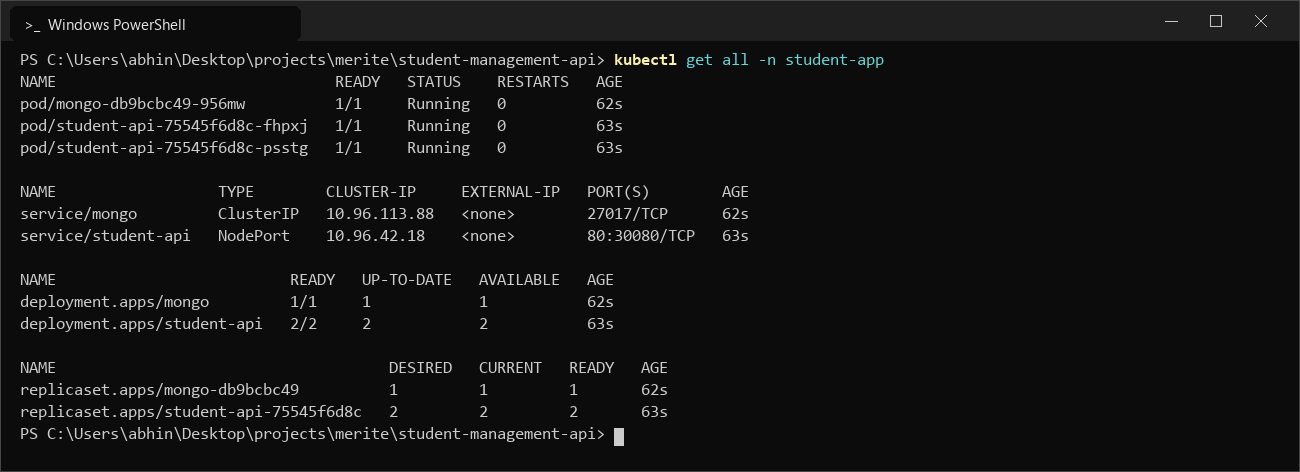 >_ Windows PowerShell
PS C:\Users\abhin\Desktop\projects\merite\student-management-api> kubectl get all -n student-app
NAME                               READY   STATUS    RESTARTS   AGE
pod/mongo-db9bcbc49-956mw          1/1     Running   0          62s
pod/student-api-75545f6d8c-fhpxj   1/1     Running   0          63s
pod/student-api-75545f6d8c-psstg   1/1     Running   0          63s

NAME                  TYPE        CLUSTER-IP     EXTERNAL-IP   PORT(S)        AGE
service/mongo         ClusterIP   10.96.113.88   <none>        27017/TCP      62s
service/student-api   NodePort    10.96.42.18    <none>        80:30080/TCP   63s

NAME                          READY   UP-TO-DATE   AVAILABLE   AGE
deployment.apps/mongo         1/1     1            1           62s
deployment.apps/student-api   2/2     2            2           63s

NAME                                     DESIRED   CURRENT   READY   AGE
replicaset.apps/mongo-db9bcbc49          1         1         1       62s
replicaset.apps/student-api-75545f6d8c   2         2         2       63s
PS C:\Users\abhin\Desktop\projects\merite\student-management-api>